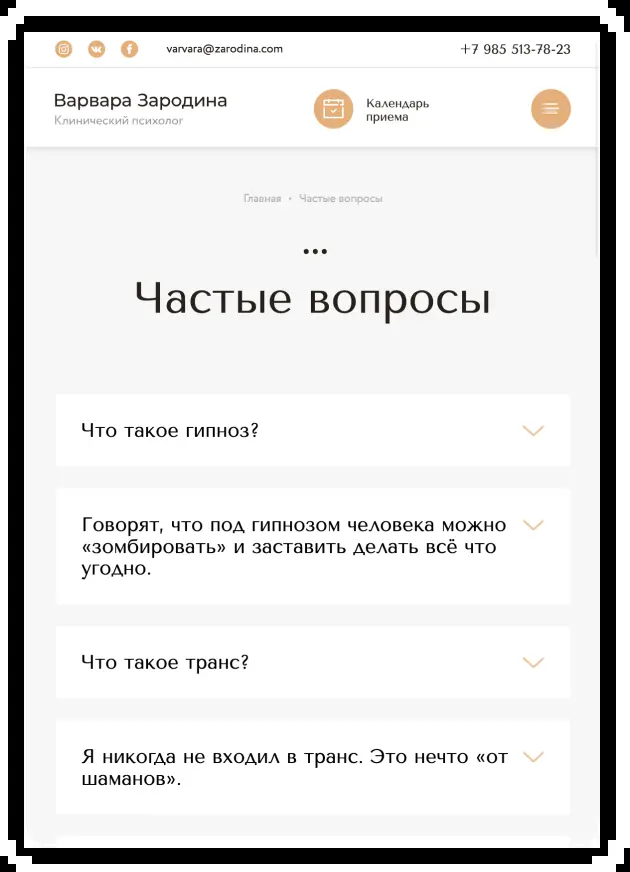 varvara@zarodina.com
+7 985 513-78-23
Варвара Зародина
Клинический психолог
Календарь
приема
Главная • Частые вопросы
...
Частые вопросы
Что такое гипноз?
Говорят, что под гипнозом человека можно
«зомбировать» и заставить делать всё что
угодно.
Что такое транс?
Я никогда не входил в транс. Это нечто «от
шаманов».